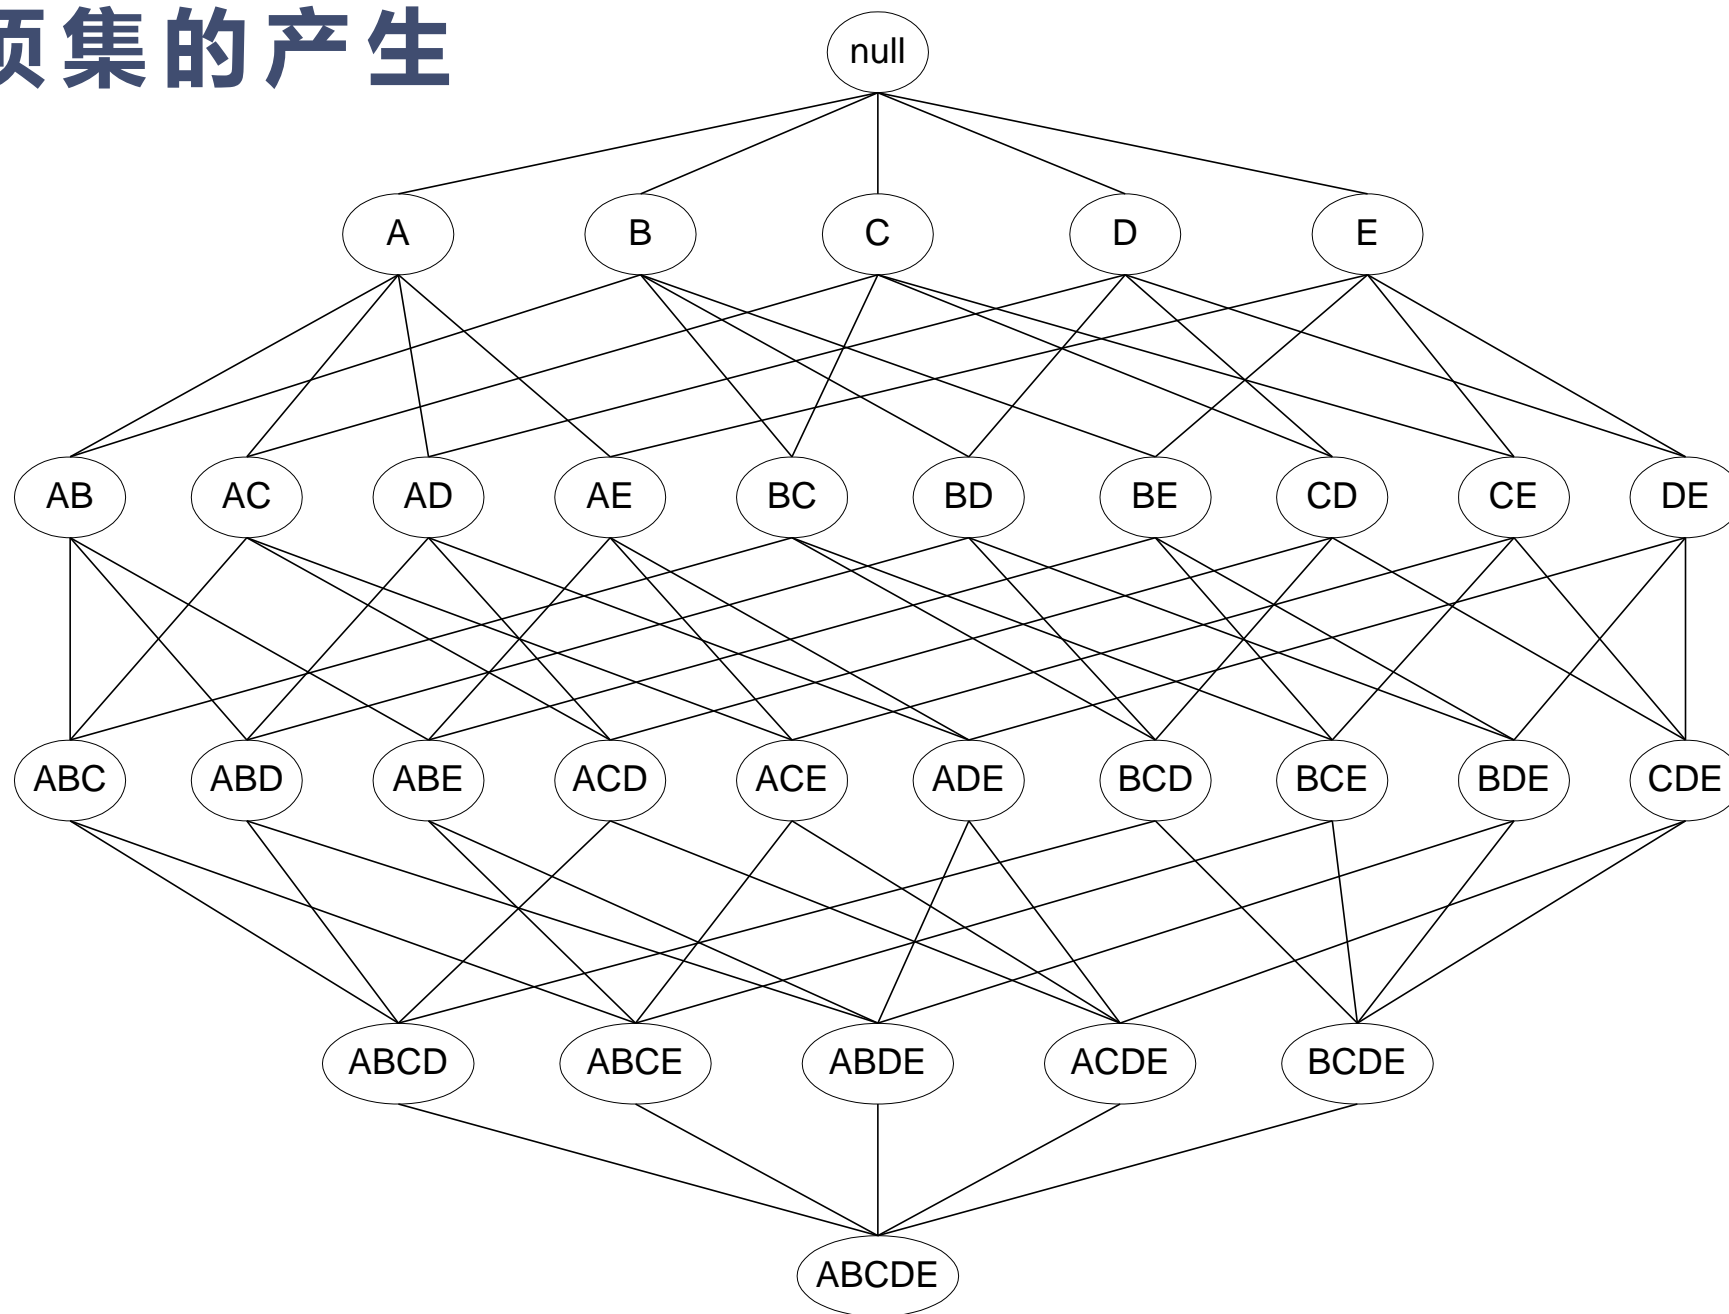 项集的产生
null
A B C D E
AB AC AD AE BC BD BE CD CE DE
ABC ABD ABE ACD ACE ADE BCD BCE BDE CDE
ABCD ABCE ABDE ACDE BCDE
ABCDE